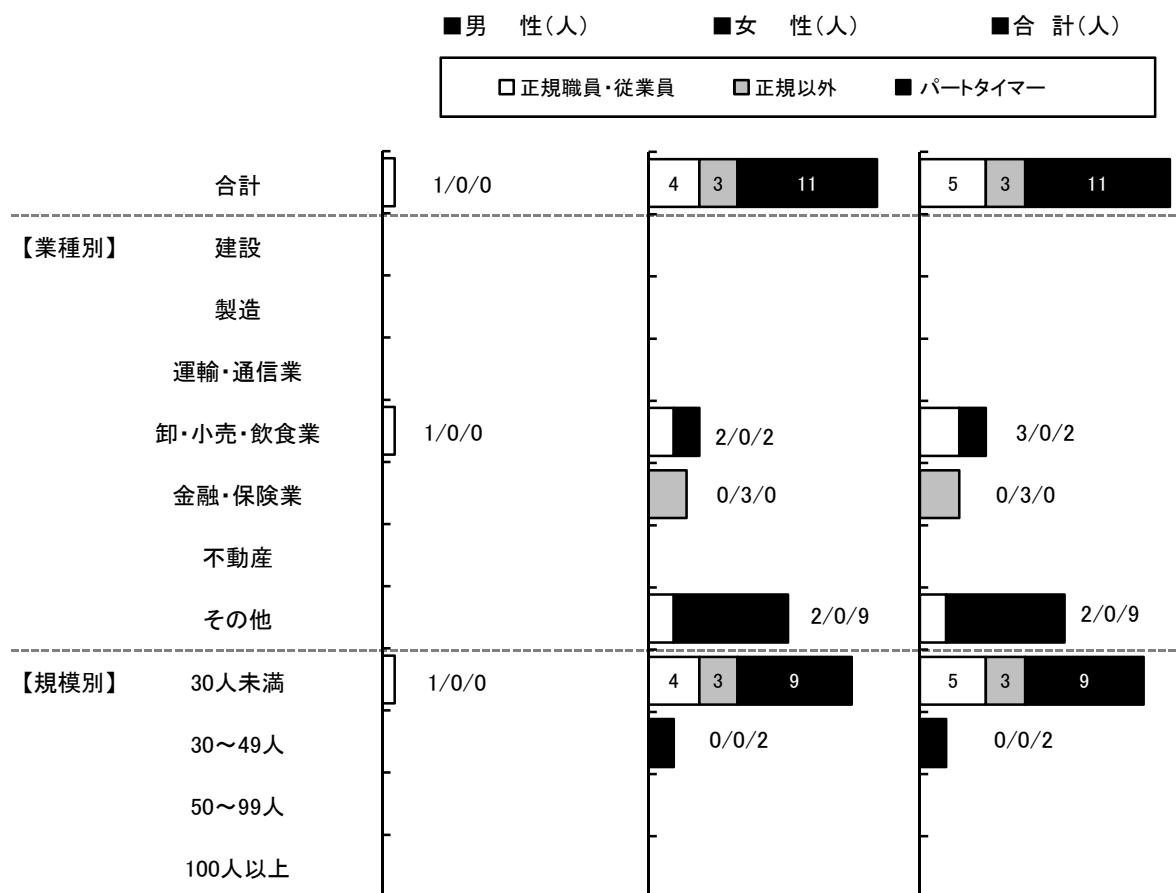 ■男 性(人) ■女 性(人) ■合 計(人)
□正規職員・従業員 ■正規以外 ■パートタイマー
合計 1/0/0 4 3 11 5 3 11
【業種別】 建設
製造
運輸・通信業
卸・小売・飲食業 1/0/0 2/0/2 3/0/2
金融・保険業 0/3/0 0/3/0
不動産
その他 2/0/9 2/0/9
【規模別】 30人未満 1/0/0 4 3 9 5 3 9
30～49人 0/0/2 0/0/2
50～99人
100人以上